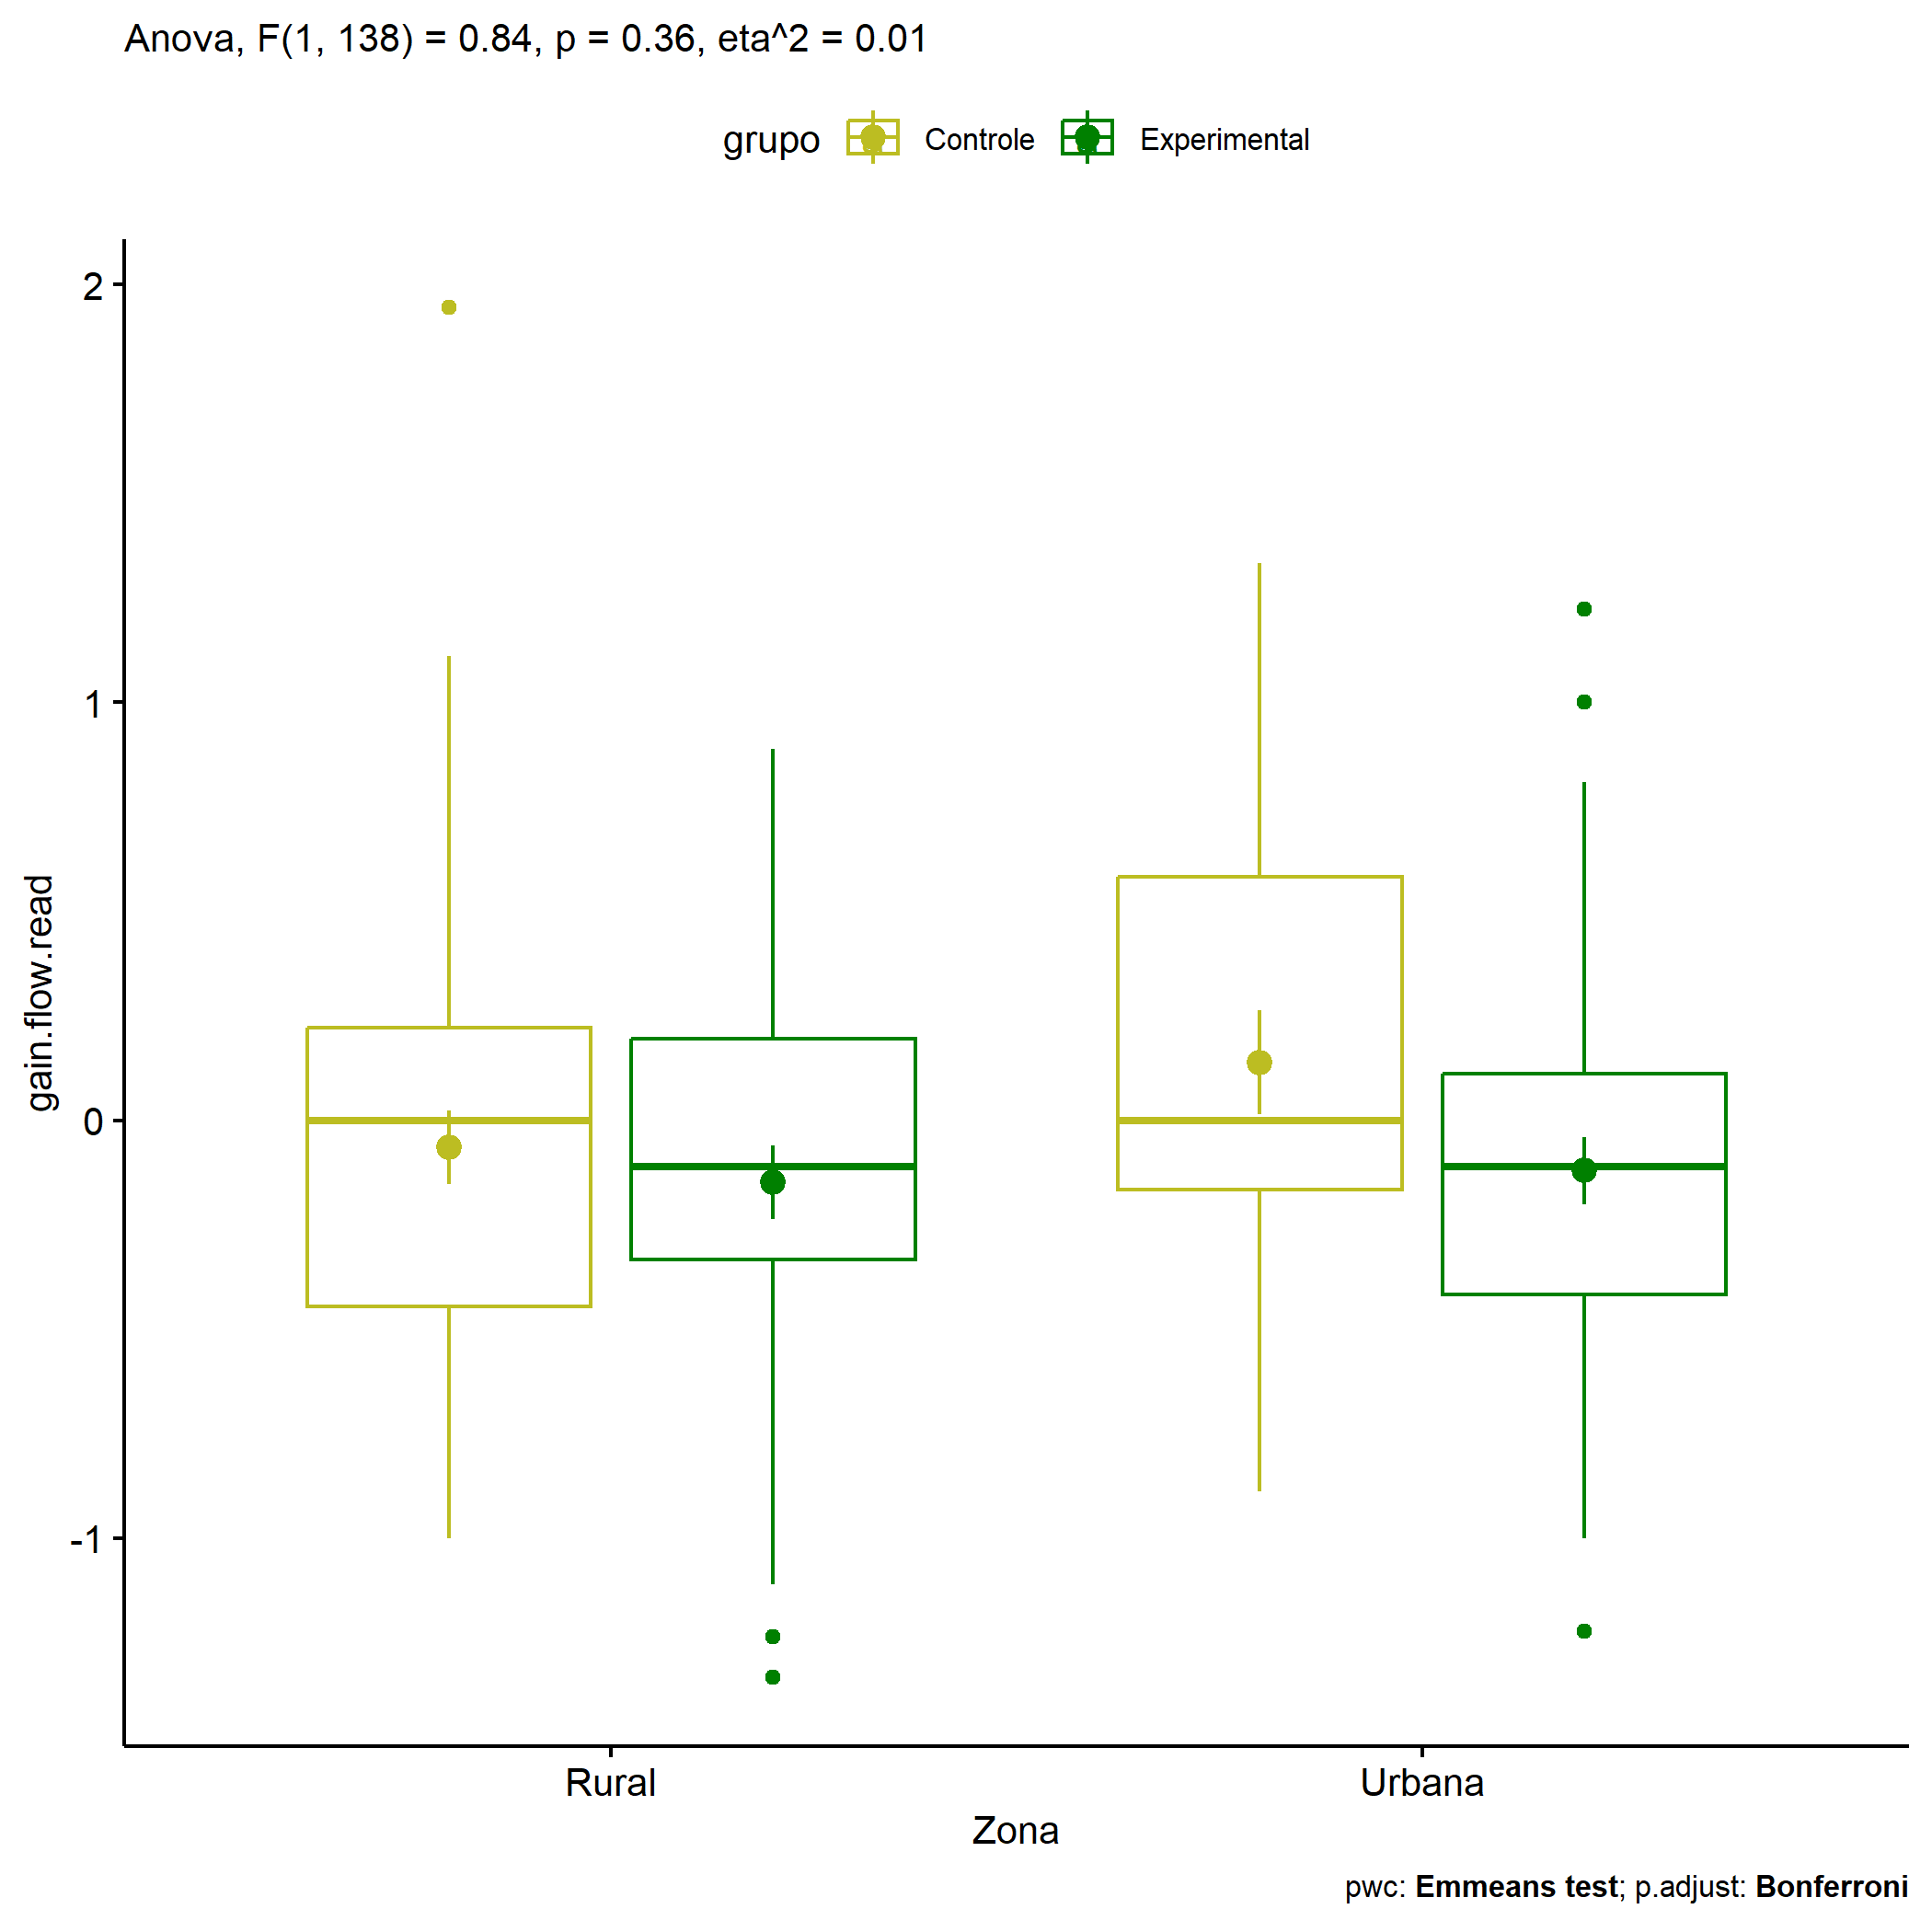 Anova, F(1, 138) = 0.84, p = 0.36, eta^2 = 0.01
grupo Controle Experimental
2
1
0
-1
gain.flow.read
Rural Urbana
Zona
pwc: Emmeans test; p.adjust: Bonferroni